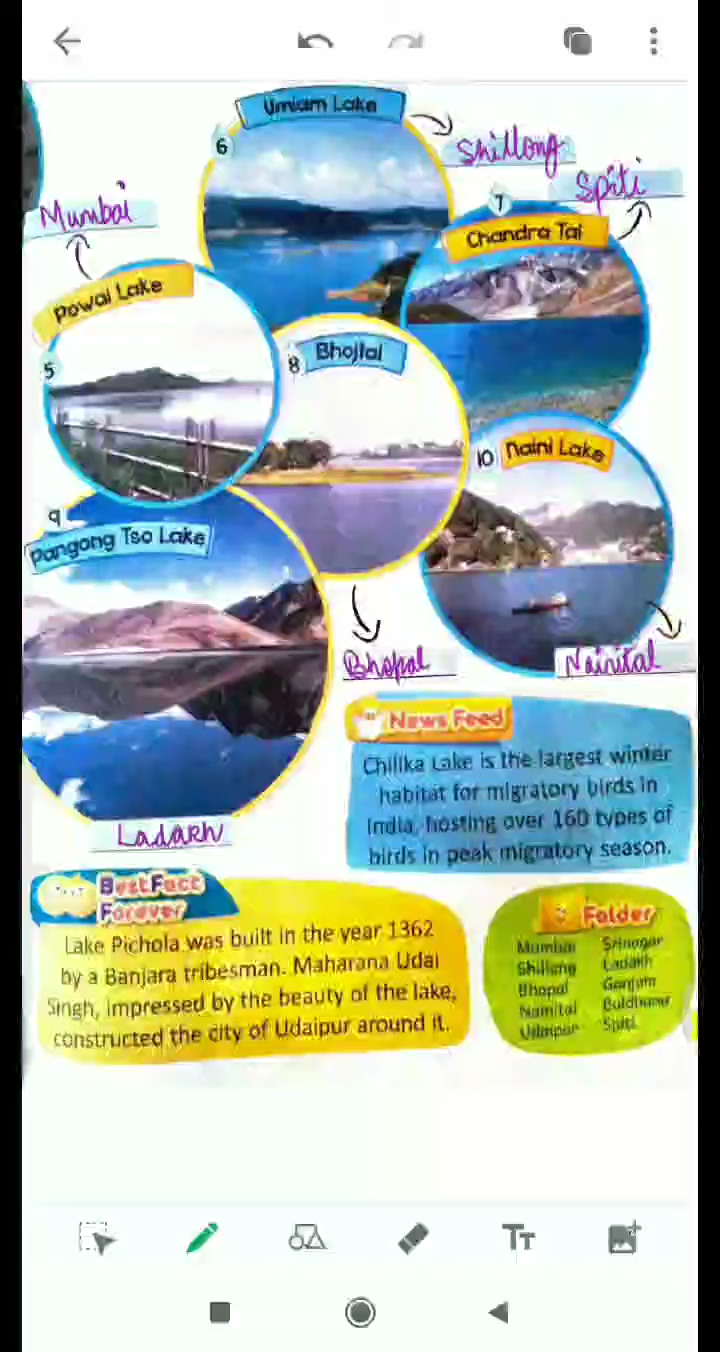 Umiam Lake
6
Shillong
Spiti
7
Mumbai
Chandra Tal
Powai Lake
8
Bhojtal
5
10
Naini Lake
9
Pangong Tso Lake
Bhopal
Nainital
News Feed
Chilika Lake is the largest winter
habitat for migratory birds in
India, hosting over 160 types of
birds in peak migratory season.
Ladakh
Best Fact
Forever
Lake Pichola was built in the year 1362
by a Banjara tribesman. Maharana Udai
Singh, impressed by the beauty of the lake,
constructed the city of Udaipur around it.
Folder
Mumbai Srinagar
Shillong Ladakh
Bhopal Ganjam
Nainital Buldhana
Udaipur Spiti
TT